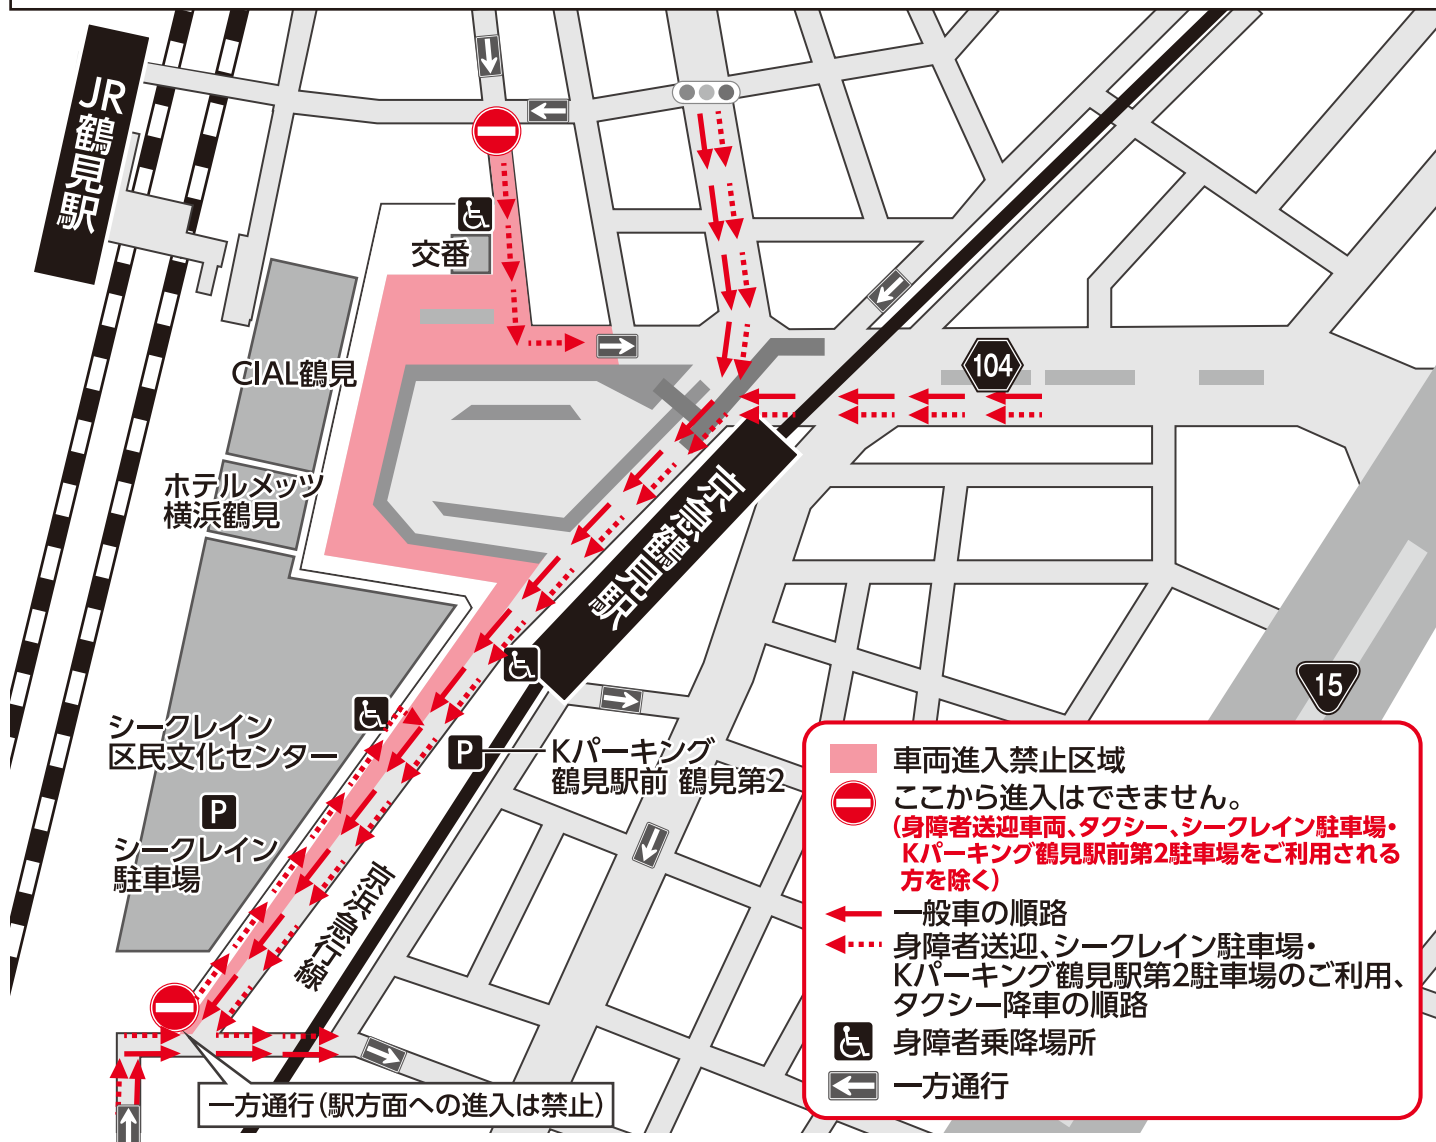 JR鶴見駅
交番
CIAL鶴見
104
ホテルメッツ
横浜鶴見
京急鶴見駅
15
シークレイン
区民文化センター
P
Kパーキング
鶴見駅前 鶴見第2
P
シークレイン
駐車場
京浜急行線
一方通行(駅方面への進入は禁止)
車両進入禁止区域
ここから進入はできません。
(身障者送迎車両、タクシー、シークレイン駐車場・
Kパーキング鶴見駅前第2駐車場をご利用される
方を除く)
一般車の順路
身障者送迎、シークレイン駐車場・
Kパーキング鶴見駅第2駐車場のご利用、
タクシー降車の順路
身障者乗降場所
一方通行